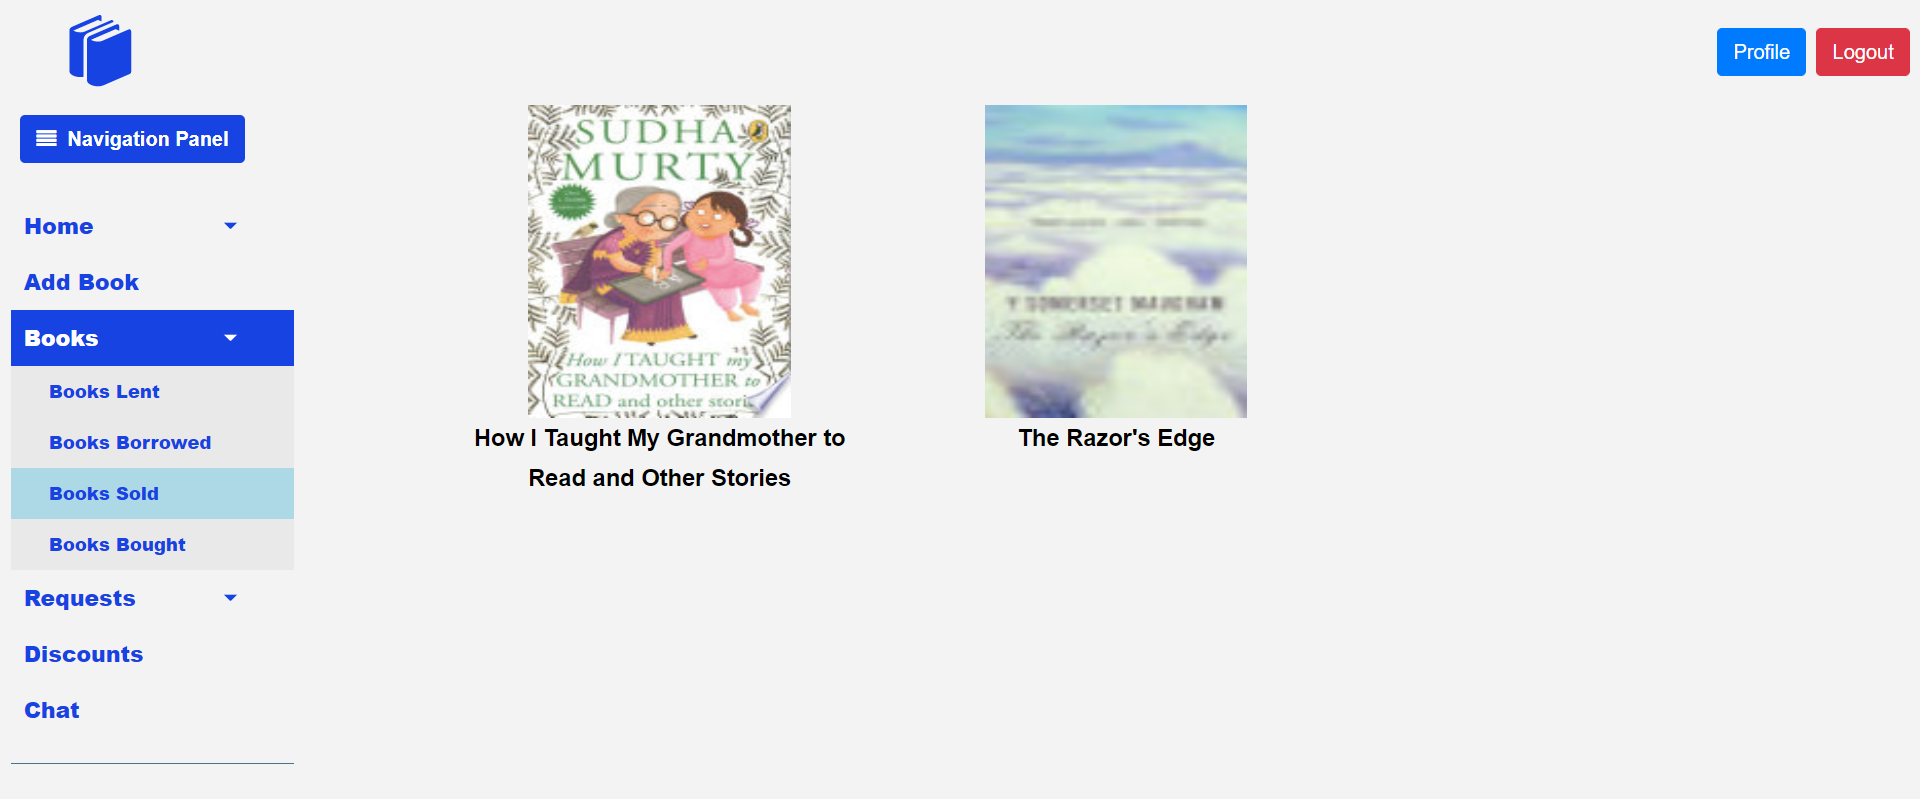 Profile
Logout
Navigation Panel
Home
Add Book
Books
Books Lent
Books Borrowed
Books Sold
Books Bought
Requests
Discounts
Chat
SUDHA
MURTY
How I TAUGHT my
GRANDMOTHER to
READ and other stori
How I Taught My Grandmother to
Read and Other Stories
SOMERSET MAUGHAM
The Razor's Edge
The Razor's Edge